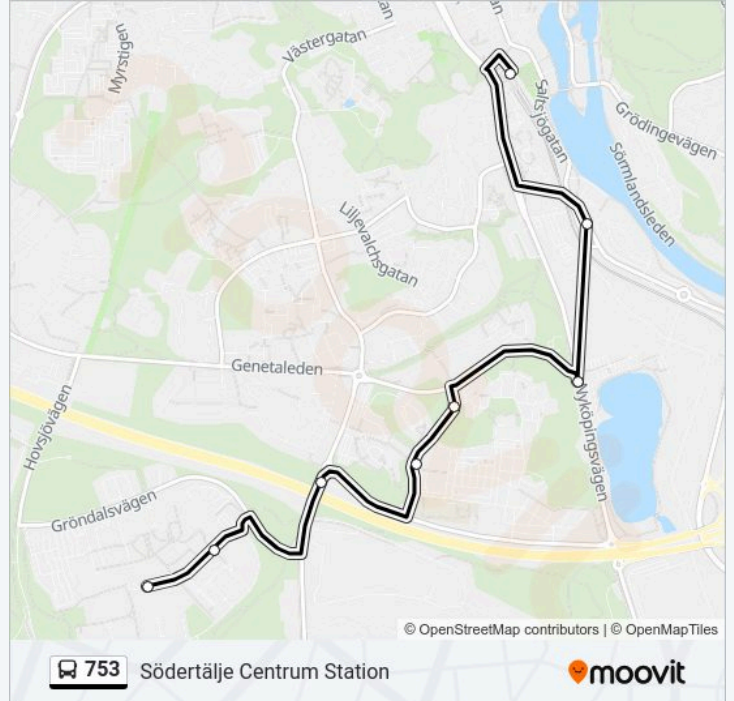 Myrstigen
Västergatan
Saltsjögatan
Grödingevägen
Sörmlandsleden
Liljevalchsgatan
Genetaleden
Hovsjövägen
Nyköpingsvägen
Gröndalsvägen
© OpenStreetMap contributors | © OpenMapTiles
753 Södertälje Centrum Station
moovit